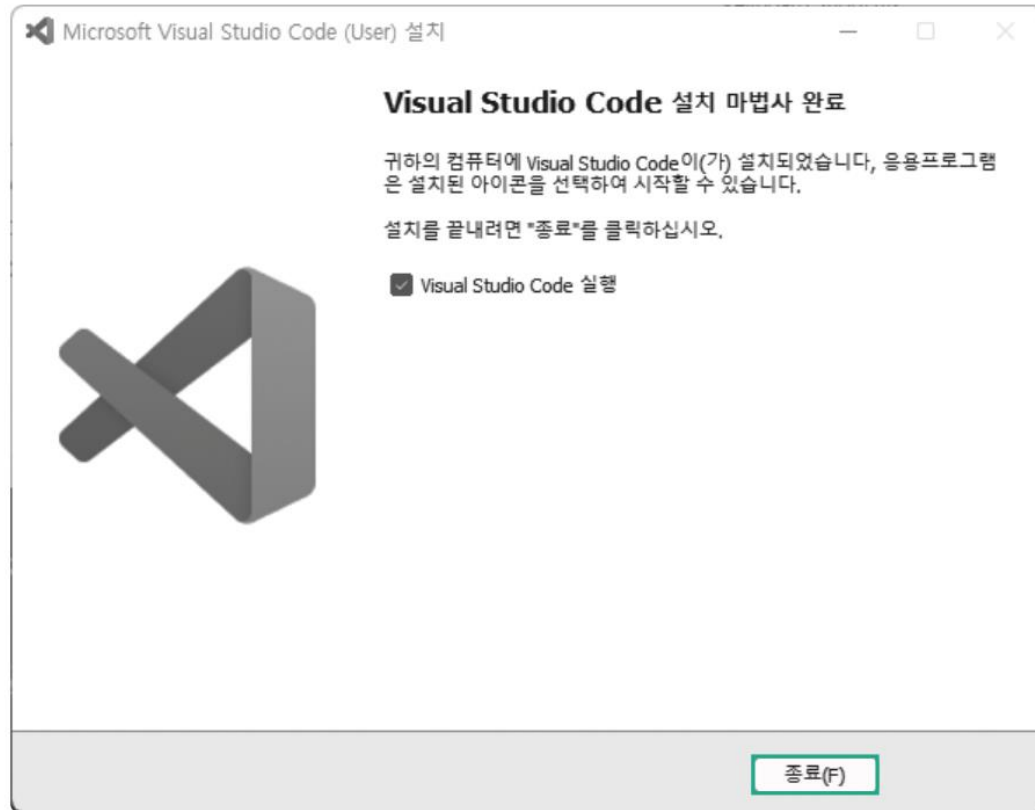 Microsoft Visual Studio Code (User) 설치
Visual Studio Code 설치 마법사 완료
귀하의 컴퓨터에 Visual Studio Code이(가) 설치되었습니다, 응용프로그램
은 설치된 아이콘을 선택하여 시작할 수 있습니다.
설치를 끝내려면 "종료"를 클릭하십시오.
Visual Studio Code 실행
종료(F)